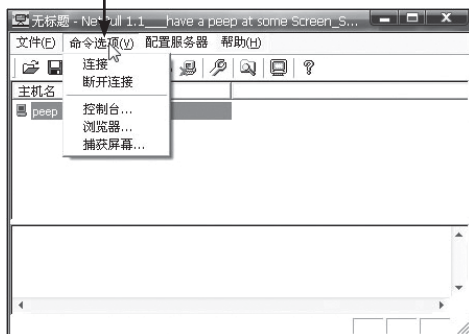 无标题 - Netbull 1.1___have a peep at some Screen_S...
文件(F) 命令选项(V) 配置服务器 帮助(H)
连接
断开连接
主机名
peep
控制台...
浏览器...
捕获屏幕...